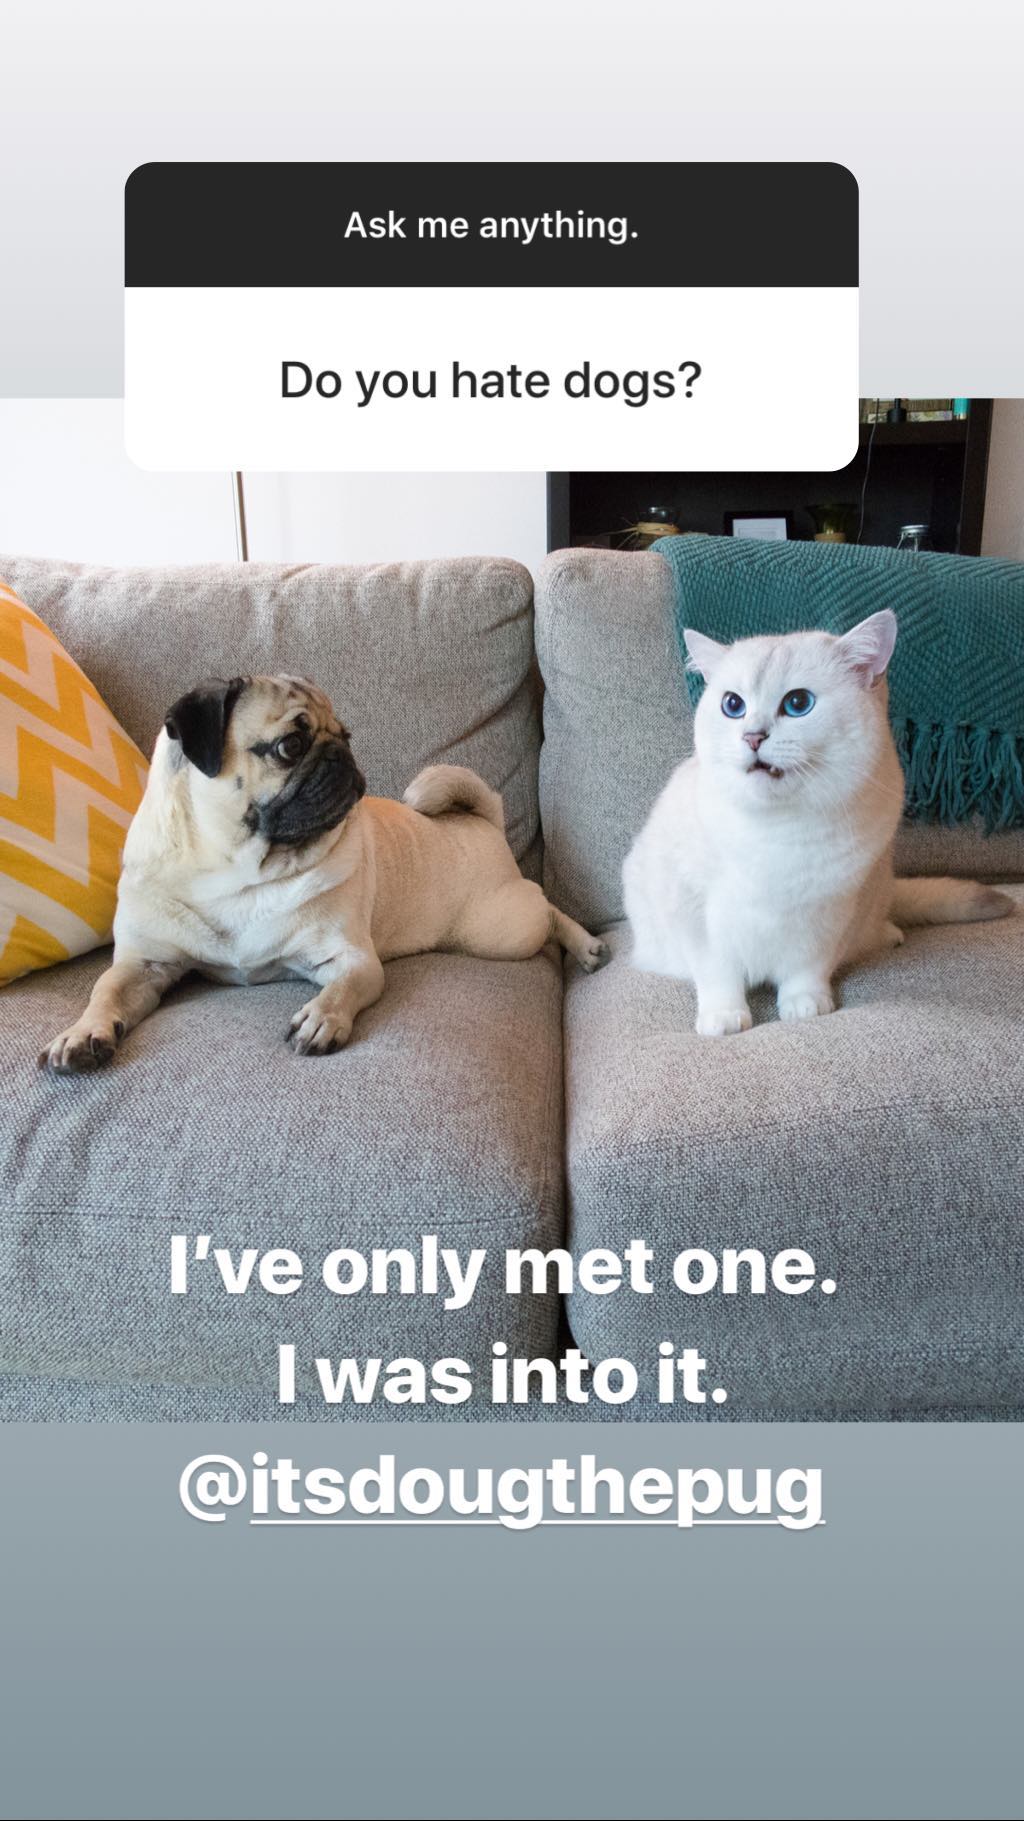 Ask me anything.
Do you hate dogs?
I've only met one.
I was into it.
@itsdougthepug